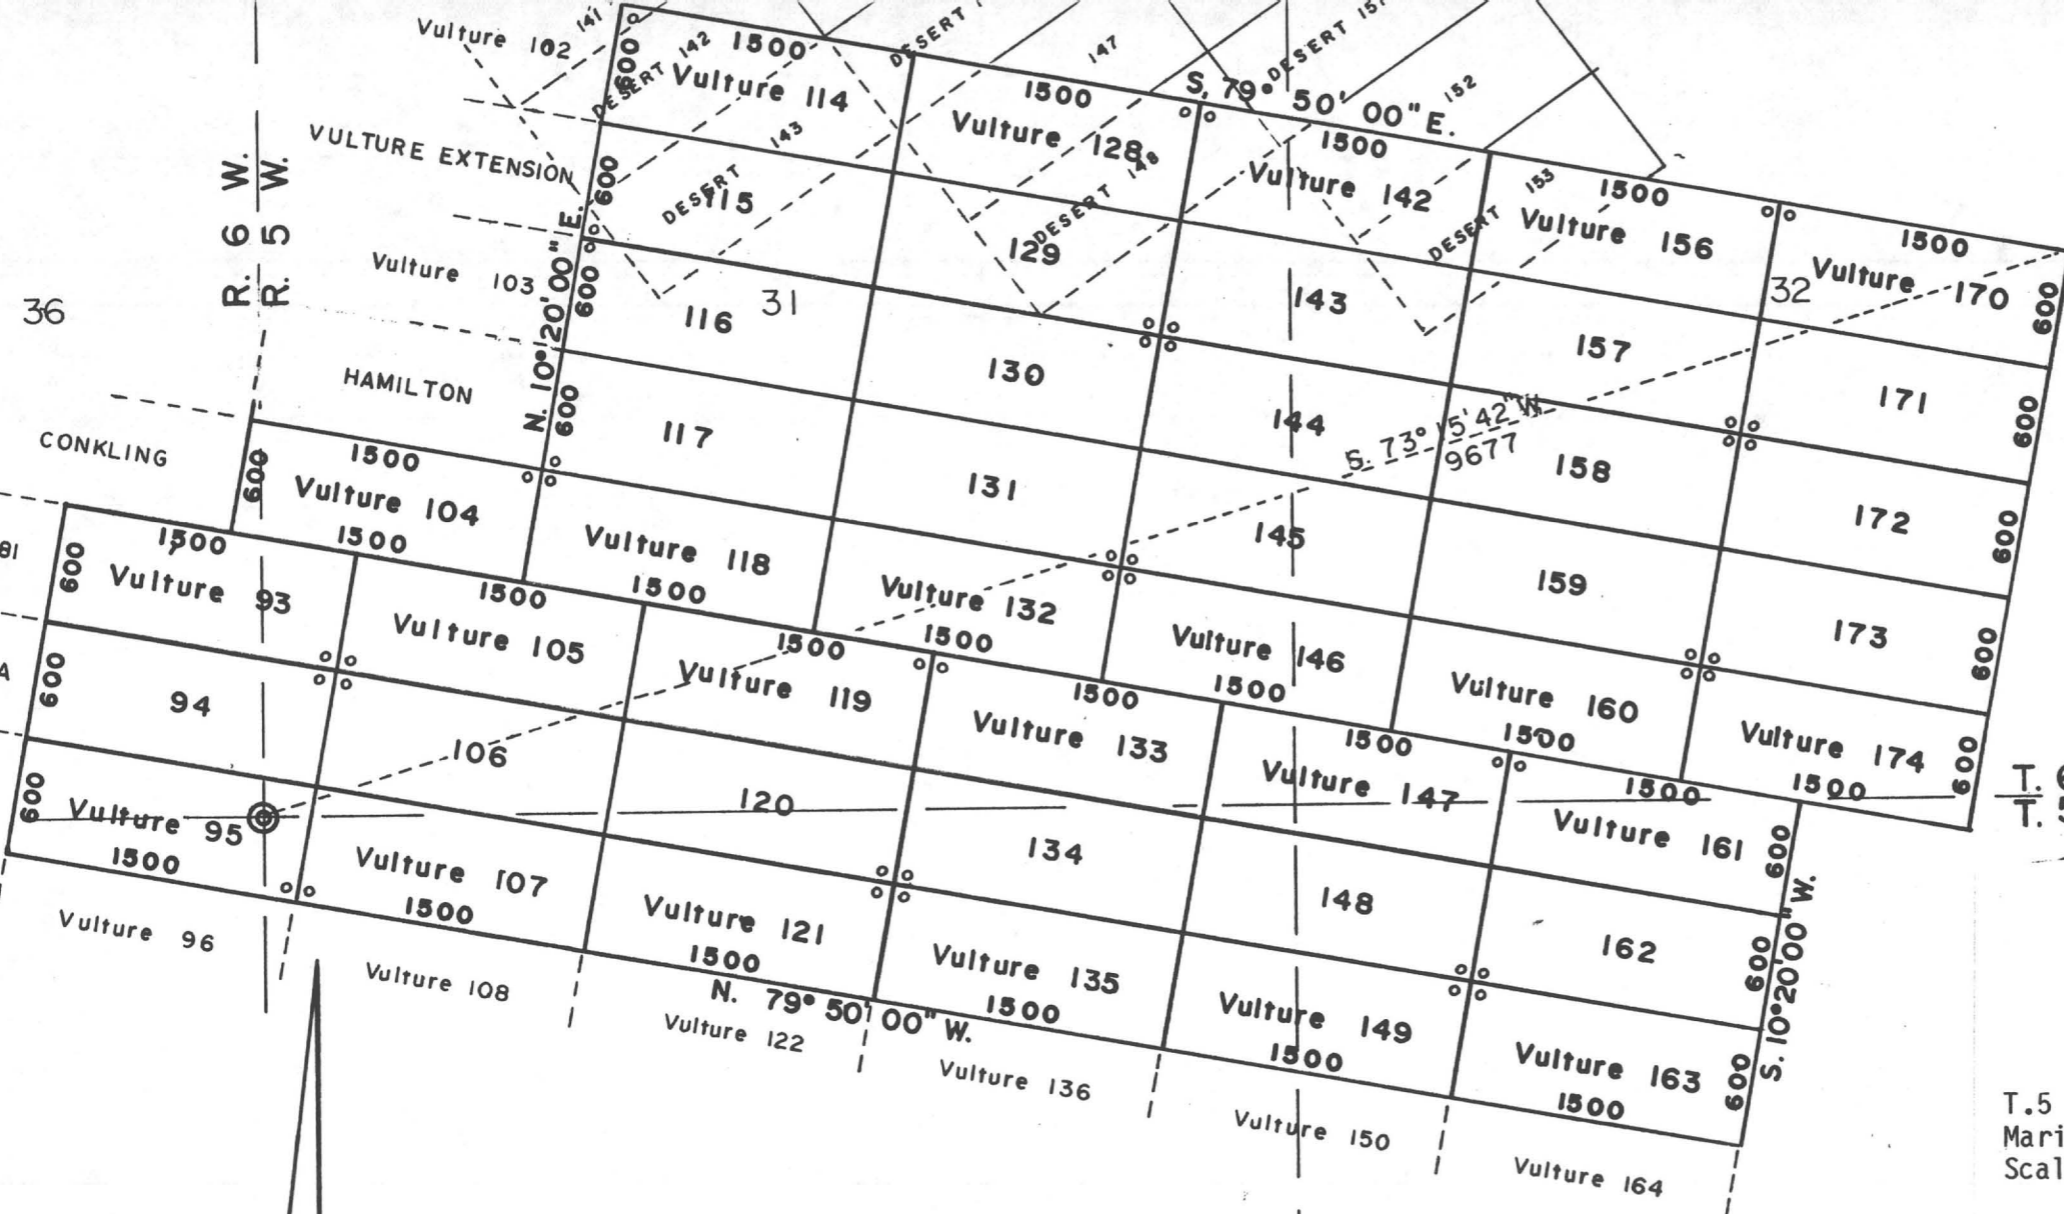 Vulture 102
141
DESERT 142
600
1500
Vulture 114
DESERT
147
DESERT 151
152
S. 79° 50' 00" E.
1500
Vulture 128
1500
Vulture 142
153
1500
Vulture 156
1500
Vulture 170
600
R. 6 W.
R. 5 W.
VULTURE EXTENSION
600
143
DESERT
115
DESERT 148
129
143
DESERT
157
32
171
600
36
Vulture 103
N. 10° 20' 00" E.
600
116
31
130
144
S. 73° 15' 42" W
9677
158
172
600
HAMILTON
600
117
131
145
159
173
600
CONKLING
600
1500
Vulture 104
1500
Vulture 118
1500
Vulture 132
1500
Vulture 146
1500
Vulture 160
1500
Vulture 174
1500
600
81
600
1500
Vulture 93
1500
Vulture 105
1500
Vulture 119
1500
Vulture 133
1500
Vulture 147
1500
Vulture 161
600
T.
T.
A
600
94
106
120
134
148
162
600
600
Vulture 95
1500
Vulture 107
1500
Vulture 121
1500
Vulture 135
1500
Vulture 149
1500
Vulture 163
1500
600
S. 10° 20' 00" W.
N. 79° 50' 00" W.
Vulture 96
Vulture 108
Vulture 122
Vulture 136
Vulture 150
Vulture 164
T.5
Mari
Scal